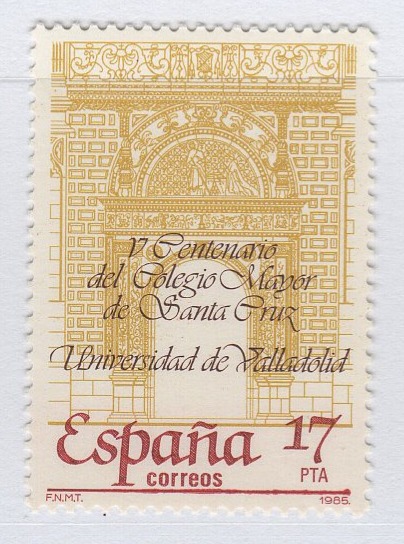 V Centenario
del Colegio Mayor
de Santa Cruz
Universidad de Valladolid
España 17
correos PTA
F.N.M.T. 1985.